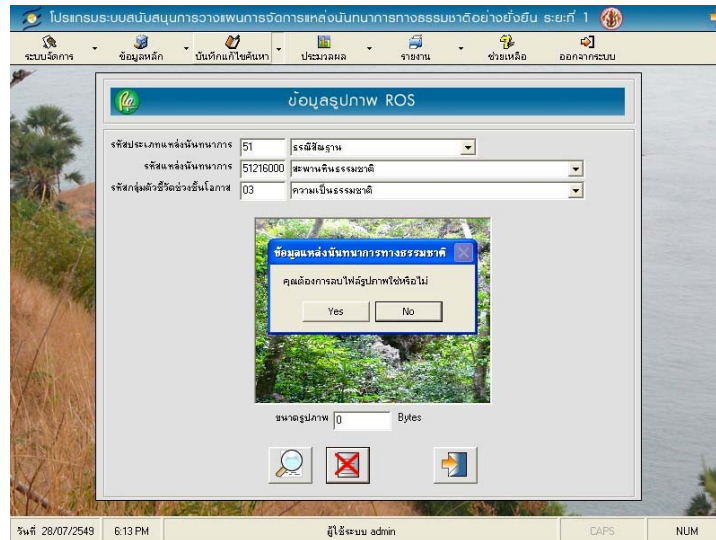 โปรแกรมระบบสนับสนุนการวางแผนการจัดการแหล่งนันทนาการทางธรรมชาติอย่างยั่งยืน ระยะที่ 1
ระบบจัดการ ข้อมูลหลัก บันทึกแก้ไขค้นหา ประมวลผล รายงาน ช่วยเหลือ ออกจากระบบ
ข้อมูลรูปภาพ ROS
รหัสประเภทแหล่งนันทนาการ 51 ธรณีสัณฐาน
รหัสแหล่งนันทนาการ 51216000 สะพานหินธรรมชาติ
รหัสกลุ่มตัวชี้วัดช่วงชั้นโอกาส 03 ความเป็นธรรมชาติ
ข้อมูลแหล่งนันทนาการทางธรรมชาติ
คุณต้องการลบไฟล์รูปภาพใช่หรือไม่
Yes No
ขนาดรูปภาพ 0 Bytes
วันที่ 28/07/2549 6:13 PM ผู้ใช้ระบบ admin CAPS NUM